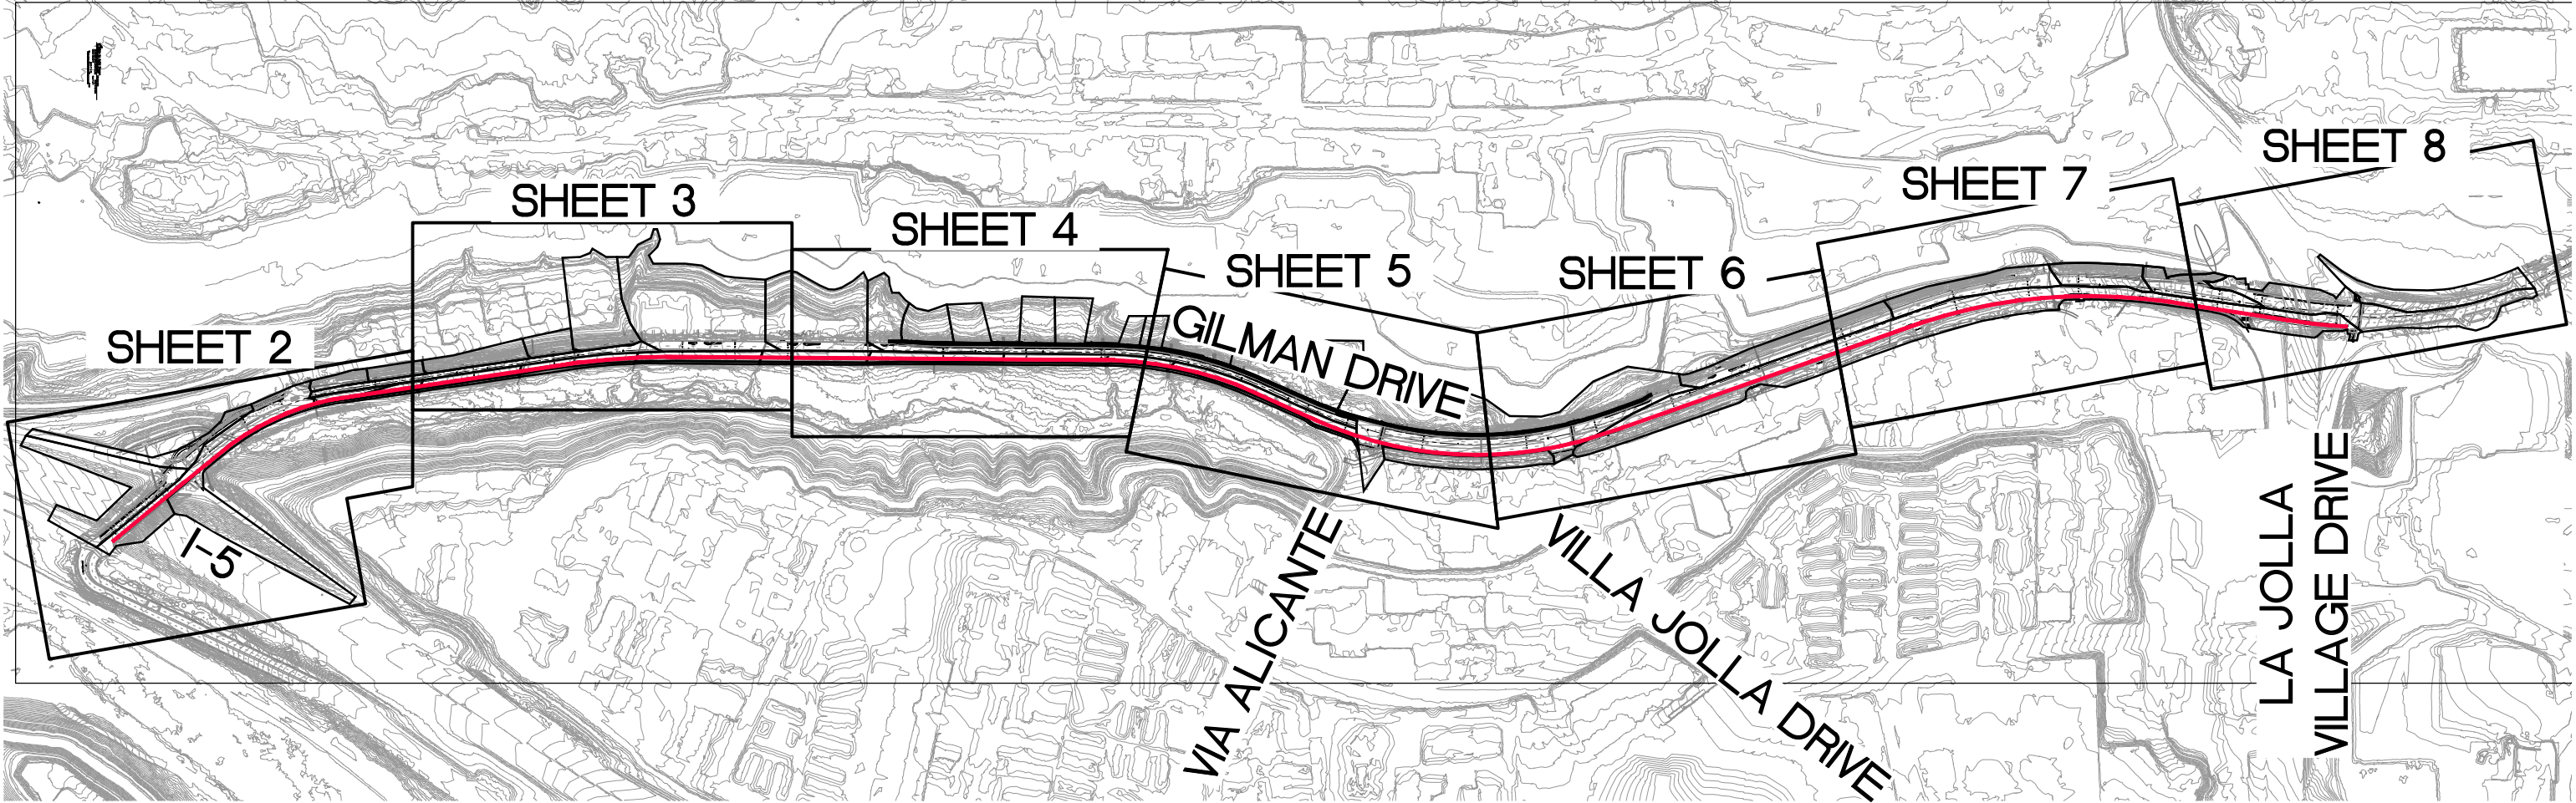 SHEET 2
SHEET 3
SHEET 4
SHEET 5
SHEET 6
SHEET 7
SHEET 8
GILMAN DRIVE
I-5
VIA ALICANTE
VILLA JOLLA DRIVE
LA JOLLA
VILLAGE DRIVE